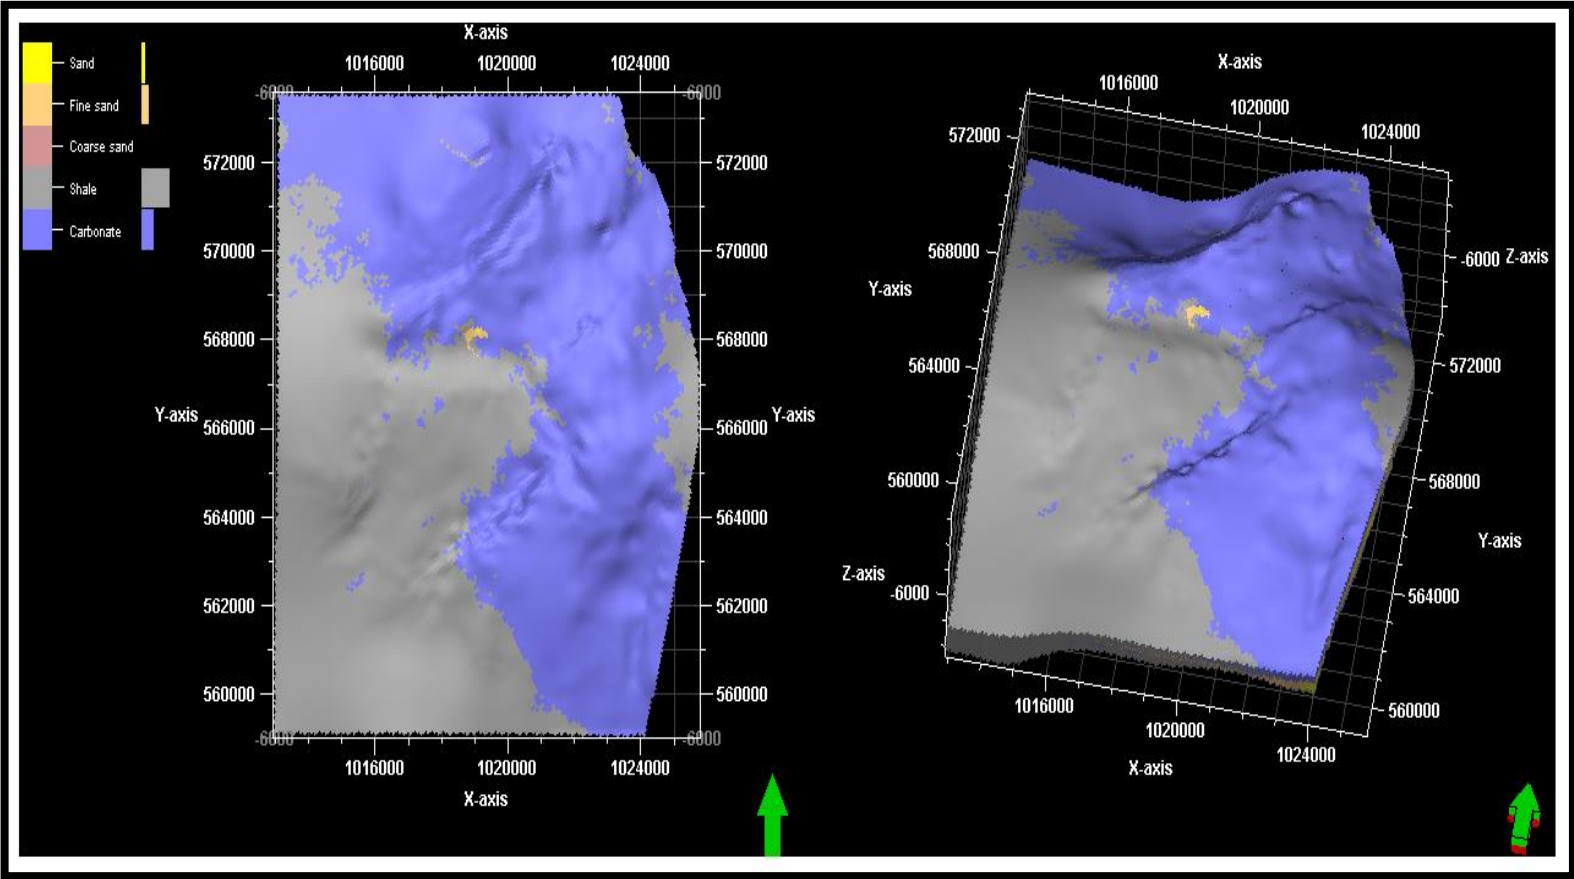 Sand
Fine sand
Coarse sand
Shale
Carbonate
X-axis
1016000 1020000 1024000
-6000 -6000
572000 572000
570000 570000
568000 568000
Y-axis 566000 566000 Y-axis
564000 564000
562000 562000
560000 560000
-6000 -6000
1016000 1020000 1024000
X-axis
X-axis
1016000
1020000
1024000
572000
568000
-6000 Z-axis
Y-axis
564000
572000
560000
568000
Y-axis
Z-axis
-6000
564000
1016000
560000
1020000
1024000
X-axis